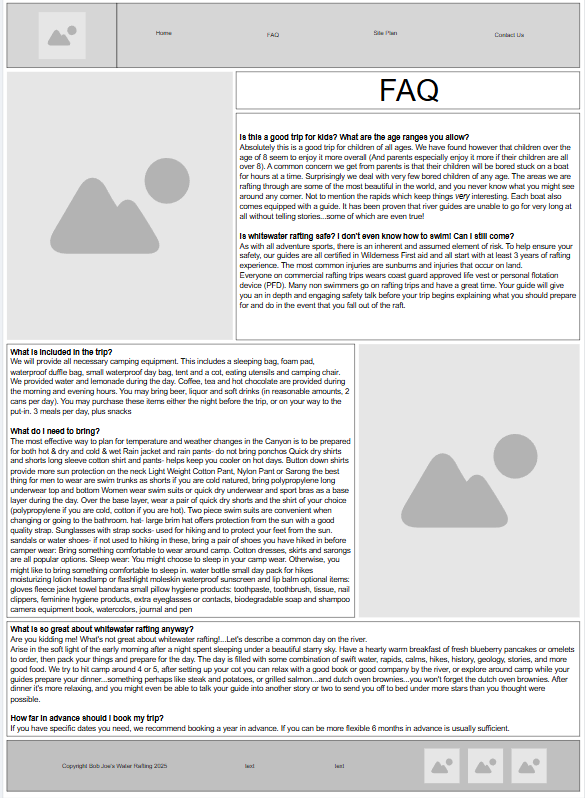 Home
FAQ
Site Plan
Contact Us
FAQ
Is this a good trip for kids? What are the age ranges you allow?
Absolutely this is a good trip for children of all ages. We have found however that children over the
age of 8 seem to enjoy it more overall (And parents especially enjoy it more if their children are all
over 8). A common concern we get from parents is that their children will be bored stuck on a boat
for hours at a time. Surprisingly we deal with very few bored children of any age. The areas we are
rafting through are some of the most beautiful in the world, and you never know what you might see
around any corner. Not to mention the rapids which keep things very interesting. Each boat also
comes equipped with a guide. It has been proven that river guides are unable to go for very long at
all without telling stories...some of which are even true!
Is whitewater rafting safe? I don't even know how to swim! Can I still come?
As with all adventure sports, there is an inherent and assumed element of risk. To help ensure your
safety, our guides are all certified in Wilderness First aid and all start with at least 3 years of rafting
experience. The most common injuries are sunburns and injuries that occur on land.
Everyone on commercial rafting trips wears coast guard approved life vest or personal flotation
device (PFD). Many non swimmers go on rafting trips and have a great time. Your guide will give
you an in depth and engaging safety talk before your trip begins explaining what you should prepare
for and do in the event that you fall out of the raft.
What is included in the trip?
We will provide all necessary camping equipment. This includes a sleeping bag, foam pad,
waterproof duffle bag, small waterproof day bag, tent and a cot, eating utensils and camping chair.
We provided water and lemonade during the day. Coffee, tea and hot chocolate are provided during
the morning and evening hours. You may bring beer, liquor and soft drinks (in reasonable amounts, 2
cans per day). You may purchase these items either the night before the trip, or on your way to the
put-in. 3 meals per day, plus snacks
What do I need to bring?
The most effective way to plan for temperature and weather changes in the Canyon is to be prepared
for both hot & dry and cold & wet Rain jacket and rain pants- do not bring ponchos Quick dry shirts
and shorts long sleeve cotton shirt and pants- helps keep you cooler on hot days. Button down shirts
provide more sun protection on the neck Light Weight Cotton Pant, Nylon Pant or Sarong the best
thing for men to wear are swim trunks as shorts if you are cold natured, bring polypropylene long
underwear top and bottom Women wear swim suits or quick dry underwear and sport bras as a base
layer during the day. Over the base layer, wear a pair of quick dry shorts and the shirt of your choice
(polypropylene if you are cold, cotton if you are hot). Two piece swim suits are convenient when
changing or going to the bathroom. hat- large brim hat offers protection from the sun with a good
quality strap. Sunglasses with strap socks- used for hiking and to protect your feet from the sun.
sandals or water shoes- if not used to hiking in these, bring a pair of shoes you have hiked in before
camper wear: Bring something comfortable to wear around camp. Cotton dresses, skirts and sarongs
are all popular options. Sleep wear: You might choose to sleep in your camp wear. Otherwise, you
might like to bring something comfortable to sleep in. water bottle small day pack for hikes
moisturizing lotion headlamp or flashlight moleskin waterproof sunscreen and lip balm optional items:
gloves fleece jacket towel bandana small pillow hygiene products: toothpaste, toothbrush, tissue, nail
clippers, feminine hygiene products, extra eyeglasses or contacts, biodegradable soap and shampoo
camera equipment book, watercolors, journal and pen
What is so great about whitewater rafting anyway?
Are you kidding me! What's not great about whitewater rafting!...Let's describe a common day on the river.
Arise in the soft light of the early morning after a night spent sleeping under a beautiful starry sky. Have a hearty warm breakfast of fresh blueberry pancakes or omelets
to order, then pack your things and prepare for the day. The day is filled with some combination of swift water, rapids, calms, hikes, history, geology, stories, and more
good food. We try to hit camp around 4 or 5, after setting up your cot you can relax with a good book or good company by the river, or explore around camp while your
guides prepare your dinner...something perhaps like steak and potatoes, or grilled salmon...and dutch oven brownies...you won't forget the dutch oven brownies. After
dinner it's more relaxing, and you might even be able to talk your guide into another story or two to send you off to bed under more stars than you thought were
possible.
How far in advance should I book my trip?
If you have specific dates you need, we recommend booking a year in advance. If you can be more flexible 6 months in advance is usually sufficient.
Copyright Bob Joe's Water Rafting 2025
text
text